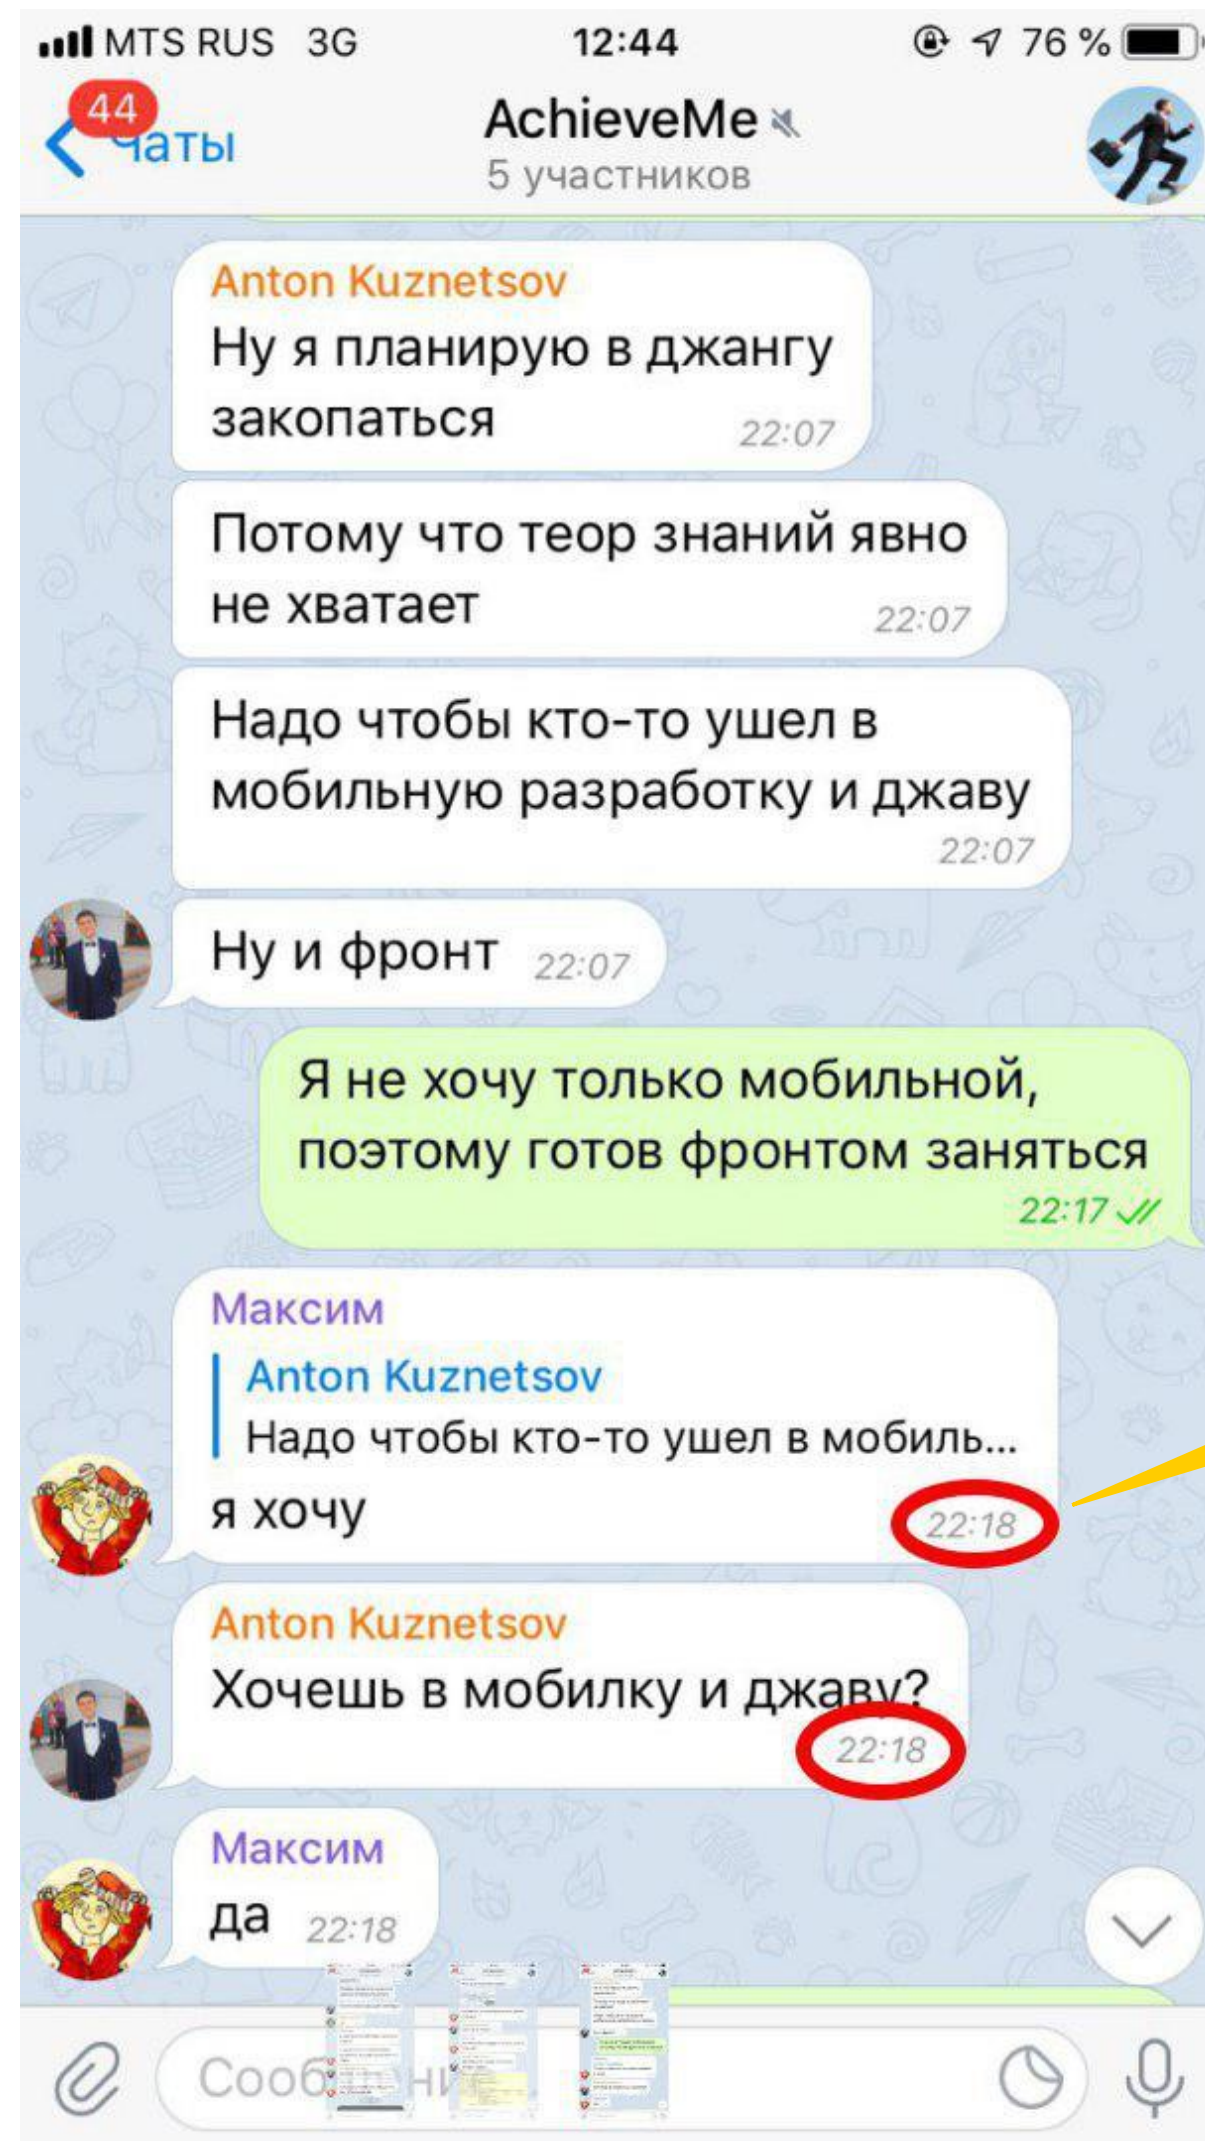 MTS RUS 3G 12:44 76 %
44
Чаты AchieveMe
5 участников
Anton Kuznetsov
Ну я планирую в джангу
закопаться 22:07
Потому что теор знаний явно
не хватает 22:07
Надо чтобы кто-то ушел в
мобильную разработку и джаву
22:07
Ну и фронт 22:07
Я не хочу только мобильной,
поэтому готов фронтом заняться
22:17
Максим
Anton Kuznetsov
Надо чтобы кто-то ушел в мобиль...
я хочу 22:18
Anton Kuznetsov
Хочешь в мобилку и джаву?
22:18
Максим
да 22:18